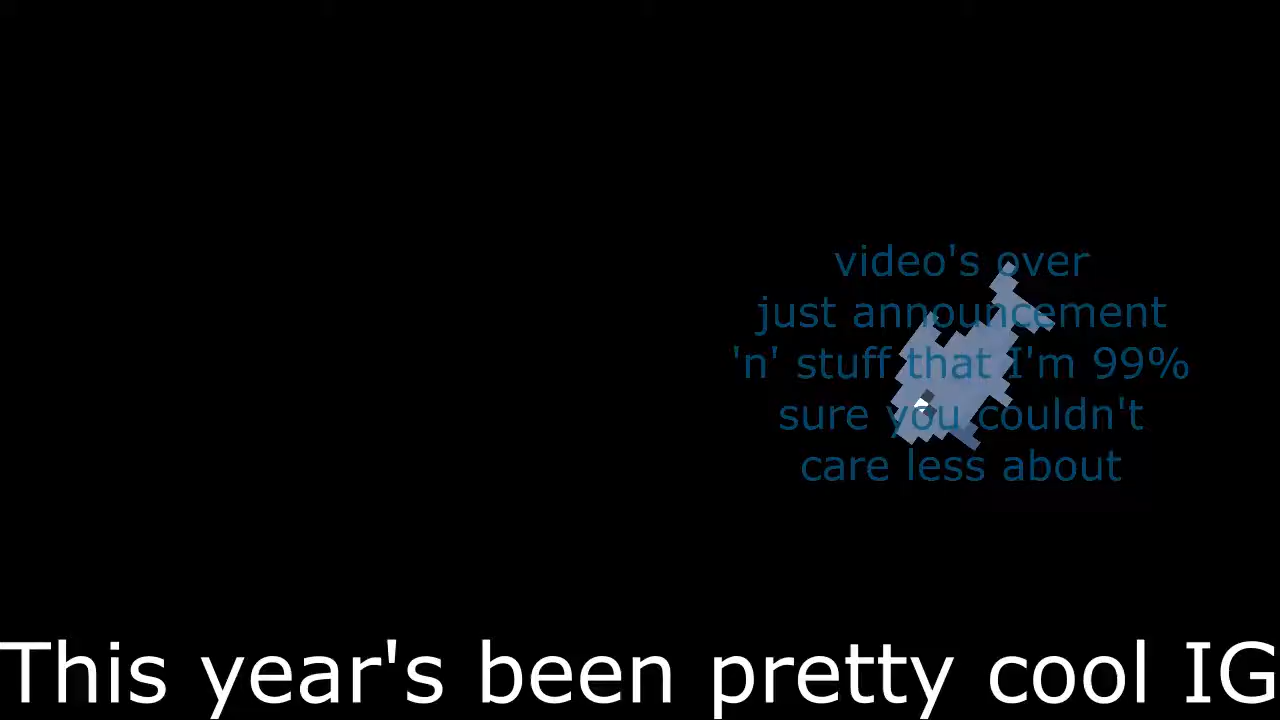 video's over
just announcement
'n' stuff that I'm 99%
sure you couldn't
care less about
This year's been pretty cool IG